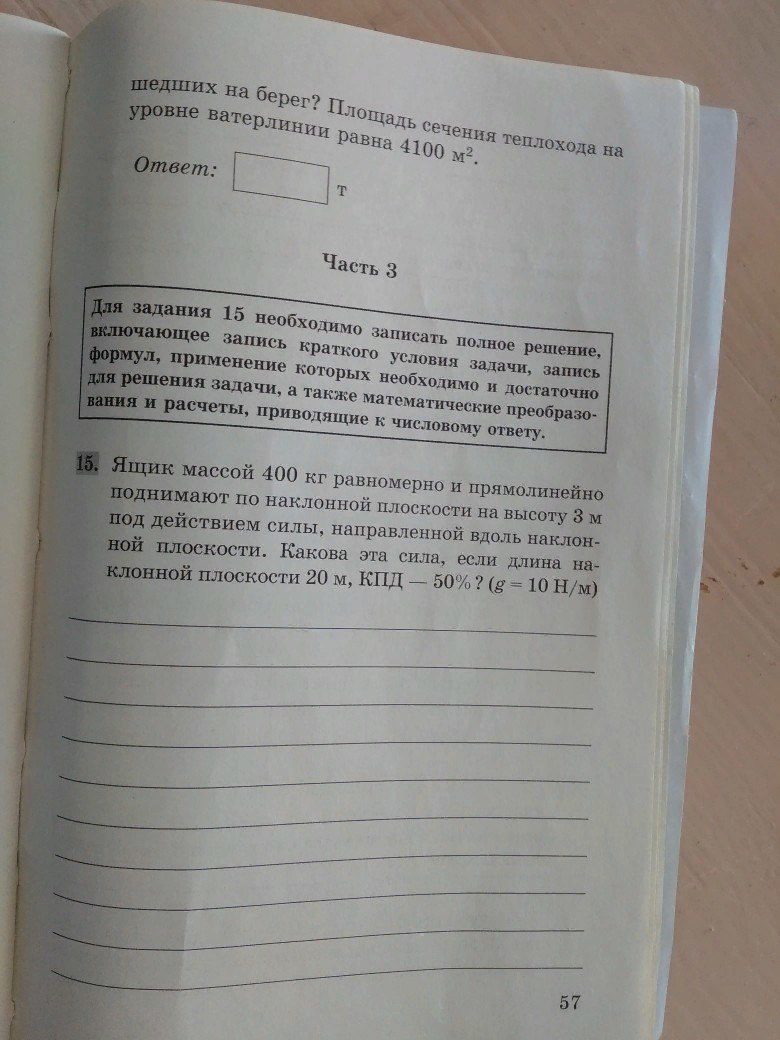 шедших на берег? Площадь сечения теплохода на
уровне ватерлинии равна 4100 м².
Ответ: т
Часть 3
Для задания 15 необходимо записать полное решение,
включающее запись краткого условия задачи, запись
формул, применение которых необходимо и достаточно
для решения задачи, а также математические преобразо-
вания и расчеты, приводящие к числовому ответу.
15. Ящик массой 400 кг равномерно и прямолинейно
поднимают по наклонной плоскости на высоту 3 м
под действием силы, направленной вдоль наклон-
ной плоскости. Какова эта сила, если длина на-
клонной плоскости 20 м, КПД — 50% ? (g = 10 Н/м)
57